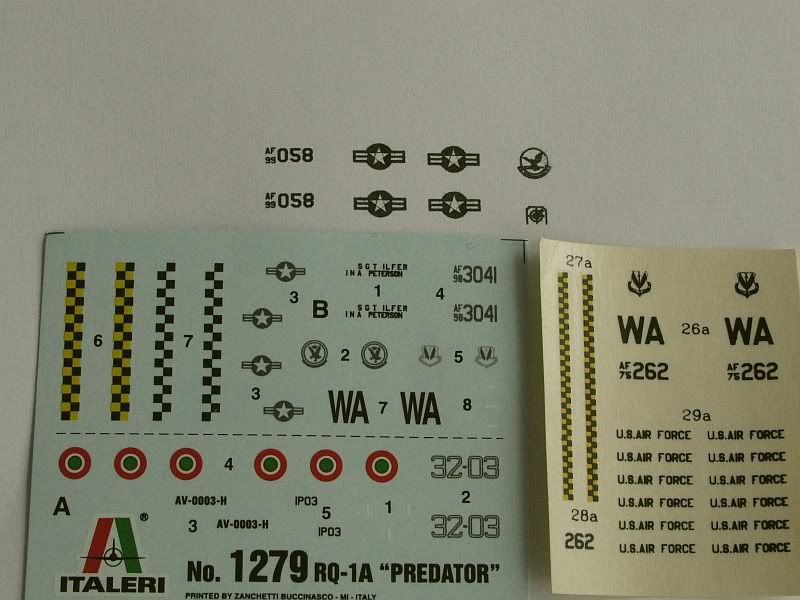 AF 99 058
AF 99 058
SGT ILFER
INA PETERSON
AF 98 3041
3
1
4
B
SGT ILFER
INA PETERSON
AF 98 3041
6
7
2
5
3
WA 7 WA 8
4
32-03
A
AV-0003-H
IP03
1
2
3
AV-0003-H
5
IP03
32-03
®
ITALERI
No. 1279 RQ-1A “PREDATOR”
PRINTED BY ZANCHETTI BUCCINASCO - MI - ITALY
27a
WA 26a WA
AF 75 262
AF 75 262
29a
U.S.AIR FORCE U.S.AIR FORCE
U.S.AIR FORCE U.S.AIR FORCE
U.S.AIR FORCE U.S.AIR FORCE
U.S.AIR FORCE U.S.AIR FORCE
28a
U.S.AIR FORCE U.S.AIR FORCE
262
U.S.AIR FORCE U.S.AIR FORCE